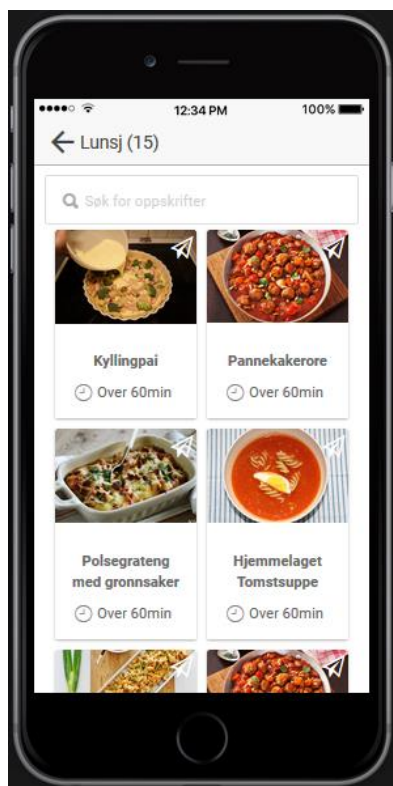 12:34 PM 100%
Lunsj (15)
Søk for oppskrifter
Kyllingpai
Over 60min
Pannekakerore
Over 60min
Polsegrateng
med gronnsaker
Over 60min
Hjemmelaget
Tomstsuppe
Over 60min